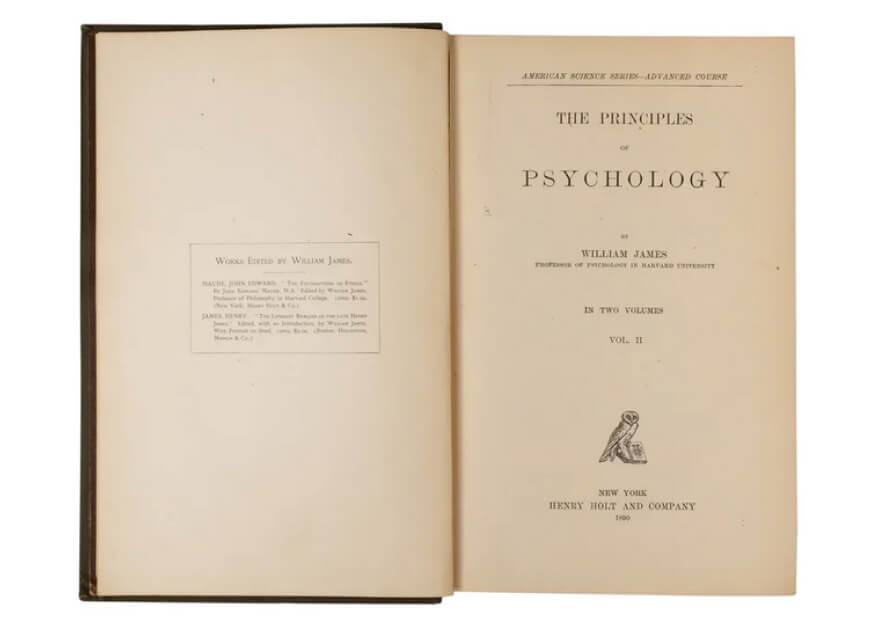 WORKS EDITED BY WILLIAM JAMES.
MAUDE, JOHN EDWARD. "THE FOUNDATIONS OF ETHICS."
By JOHN EDWARD MAUDE, M.A. Edited by WILLIAM JAMES,
Professor of Philosophy in Harvard College. 12mo, $1.50.
(New York, HENRY HOLT & Co.)
JAMES, HENRY. "THE LITERARY REMAINS OF THE LATE HENRY
JAMES." Edited, with an Introduction, by WILLIAM JAMES.
With Portrait on Steel. 12mo, (Boston, HOUGHTON,
MIFFLIN & Co.)
AMERICAN SCIENCE SERIES—ADVANCED COURSE
THE PRINCIPLES
OF
PSYCHOLOGY
BY
WILLIAM JAMES
PROFESSOR OF PSYCHOLOGY IN HARVARD UNIVERSITY
IN TWO VOLUMES
VOL. II
NEW YORK
HENRY HOLT AND COMPANY
1890